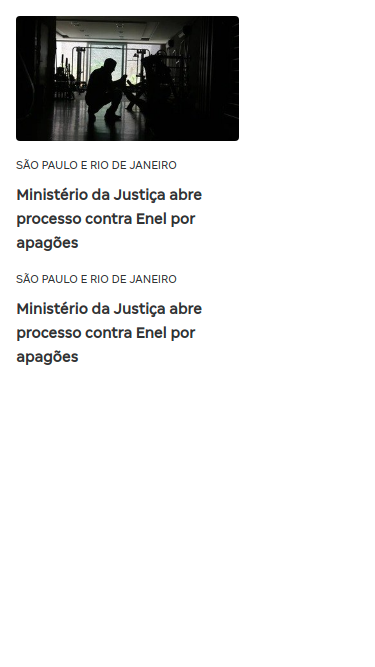 SÃO PAULO E RIO DE JANEIRO
Ministério da Justiça abre
processo contra Enel por
apagões
SÃO PAULO E RIO DE JANEIRO
Ministério da Justiça abre
processo contra Enel por
apagões